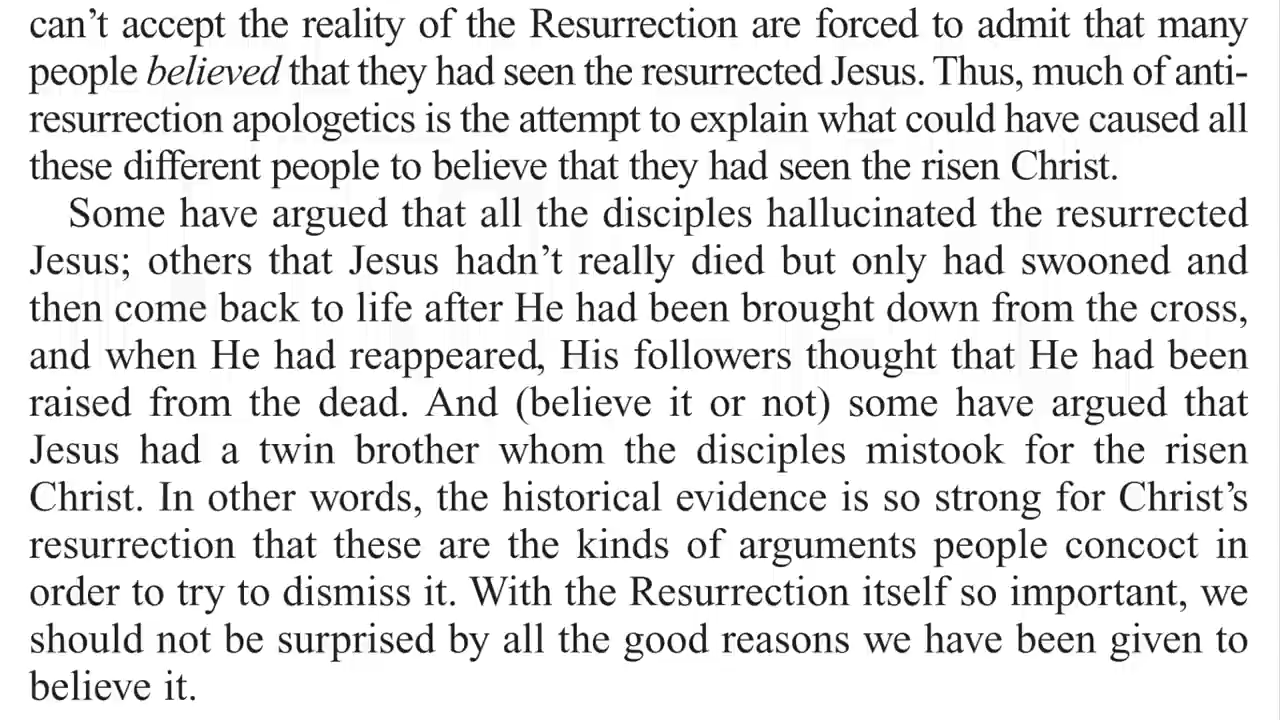 can’t accept the reality of the Resurrection are forced to admit that many
people believed that they had seen the resurrected Jesus. Thus, much of anti-
resurrection apologetics is the attempt to explain what could have caused all
these different people to believe that they had seen the risen Christ.
Some have argued that all the disciples hallucinated the resurrected
Jesus; others that Jesus hadn’t really died but only had swooned and
then come back to life after He had been brought down from the cross,
and when He had reappeared, His followers thought that He had been
raised from the dead. And (believe it or not) some have argued that
Jesus had a twin brother whom the disciples mistook for the risen
Christ. In other words, the historical evidence is so strong for Christ’s
resurrection that these are the kinds of arguments people concoct in
order to try to dismiss it. With the Resurrection itself so important, we
should not be surprised by all the good reasons we have been given to
believe it.